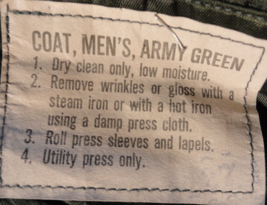 COAT, MEN'S, ARMY GREEN
1. Dry clean only, low moisture.
2. Remove wrinkles or gloss with a
steam iron or with a hot iron
using a damp press cloth.
3. Roll press sleeves and lapels.
4. Utility press only.